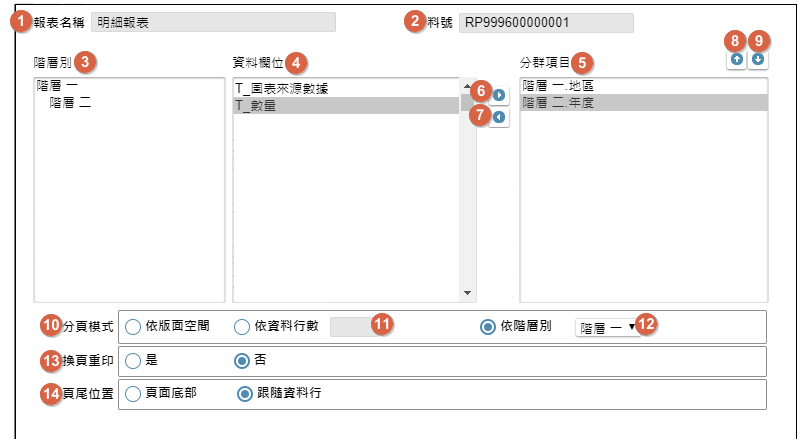 1 報表名稱 明細報表 2 料號 RP999600000001
階層別 3 資料欄位 4 分群項目 5 8 9
階層 一 T_圖表來源數據 6 階層 一.地區
階層 二 T_數量 7 階層 二.年度
10 分頁模式 依版面空間 依資料行數 11 依階層別 階層 一 12
13 換頁重印 是 否
14 頁尾位置 頁面底部 跟隨資料行